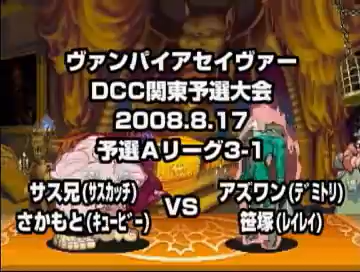 ヴァンパイアセイヴァー
DCC関東予選大会
2008.8.17
予選Aリーグ3-1
サス兄(ｻｽｶｯﾁ) VS アズワン(ﾃﾞﾐﾄﾘ)
さかもと(ｷｭｰﾋﾞｰ) 笹塚(ﾚｲﾚｲ)